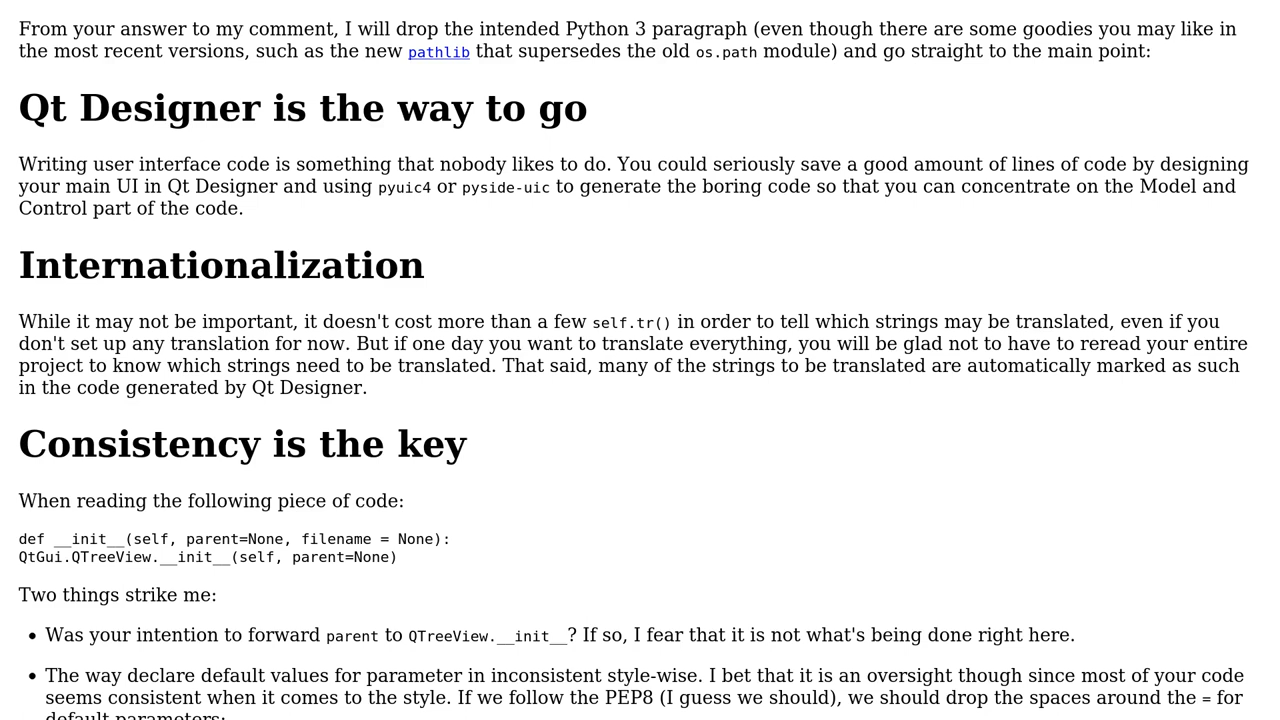 From your answer to my comment, I will drop the intended Python 3 paragraph (even though there are some goodies you may like in
the most recent versions, such as the new pathlib that supersedes the old os.path module) and go straight to the main point:
Qt Designer is the way to go
Writing user interface code is something that nobody likes to do. You could seriously save a good amount of lines of code by designing
your main UI in Qt Designer and using pyuic4 or pyside-uic to generate the boring code so that you can concentrate on the Model and
Control part of the code.
Internationalization
While it may not be important, it doesn't cost more than a few self.tr() in order to tell which strings may be translated, even if you
don't set up any translation for now. But if one day you want to translate everything, you will be glad not to have to reread your entire
project to know which strings need to be translated. That said, many of the strings to be translated are automatically marked as such
in the code generated by Qt Designer.
Consistency is the key
When reading the following piece of code:
def __init__(self, parent=None, filename = None):
QtGui.QTreeView.__init__(self, parent=None)
Two things strike me:
• Was your intention to forward parent to QTreeView.__init__? If so, I fear that it is not what's being done right here.
• The way declare default values for parameter in inconsistent style-wise. I bet that it is an oversight though since most of your code
seems consistent when it comes to the style. If we follow the PEP8 (I guess we should), we should drop the spaces around the = for
default parameters: